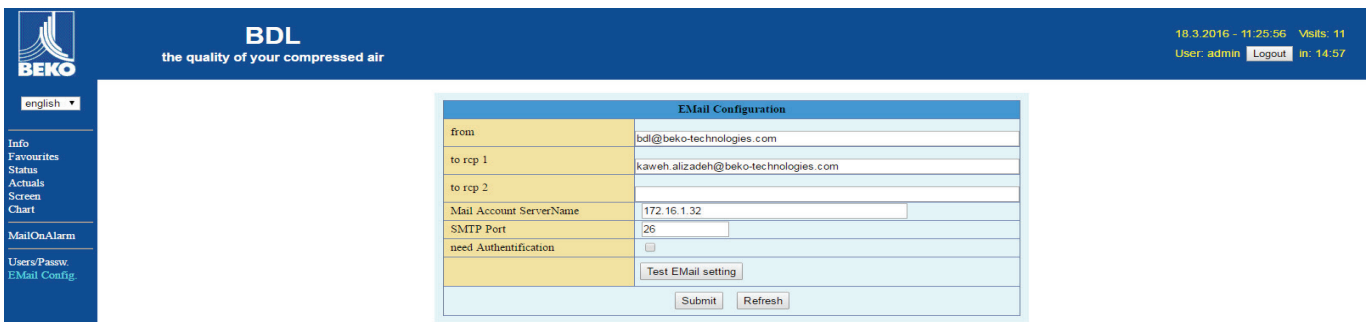 BEKO
BDL
the quality of your compressed air
18.3.2016 - 11:25:56 Visits: 11
User: admin Logout in: 14:57
english
Info
Favourites
Status
Actuals
Screen
Chart
MailOnAlarm
Users/Passw.
EMail Config.
EMail Configuration
from bdl@beko-technologies.com
to rcp 1 kaweh.alizadeh@beko-technologies.com
to rcp 2
Mail Account ServerName 172.16.1.32
SMTP Port 26
need Authentification
Test EMail setting
Submit Refresh